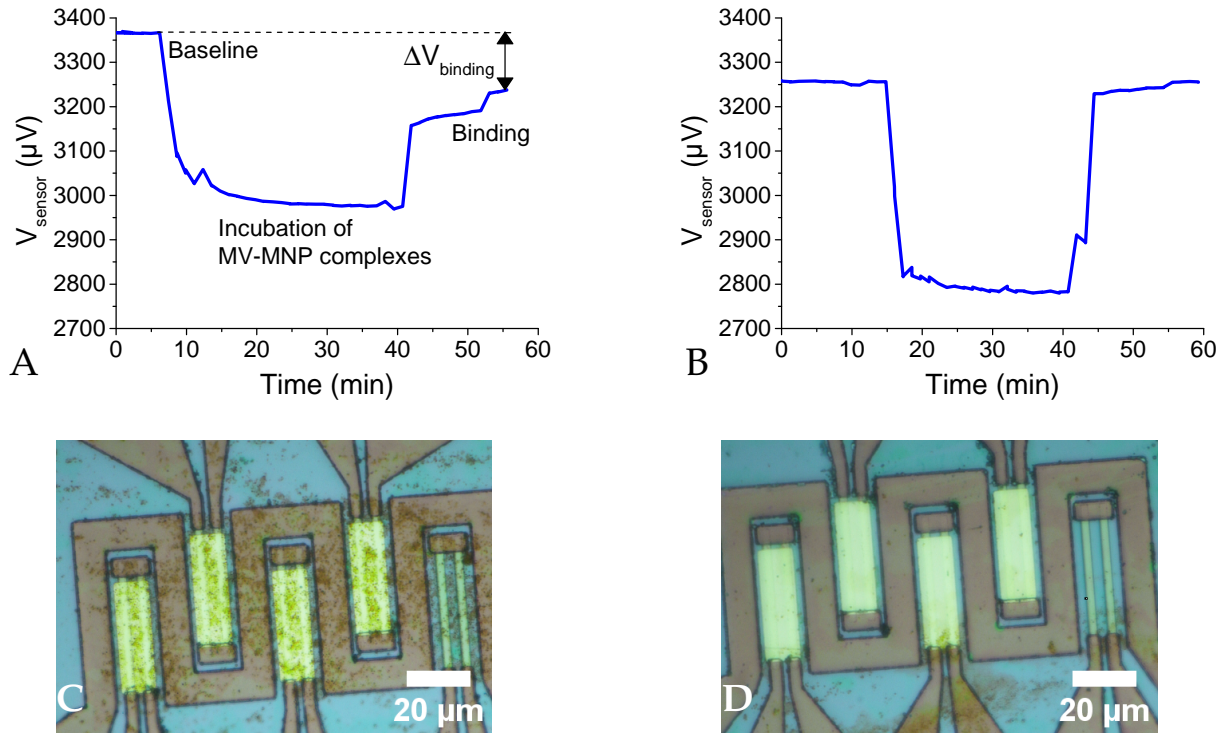 3400
3300
3200
3100
3000
2900
2800
2700
V_sensor (µV)
0 10 20 30 40 50 60
Time (min)
Baseline
ΔV_binding
Binding
Incubation of
MV-MNP complexes
A
3400
3300
3200
3100
3000
2900
2800
2700
V_sensor (µV)
0 10 20 30 40 50 60
Time (min)
B
C
20 µm
D
20 µm